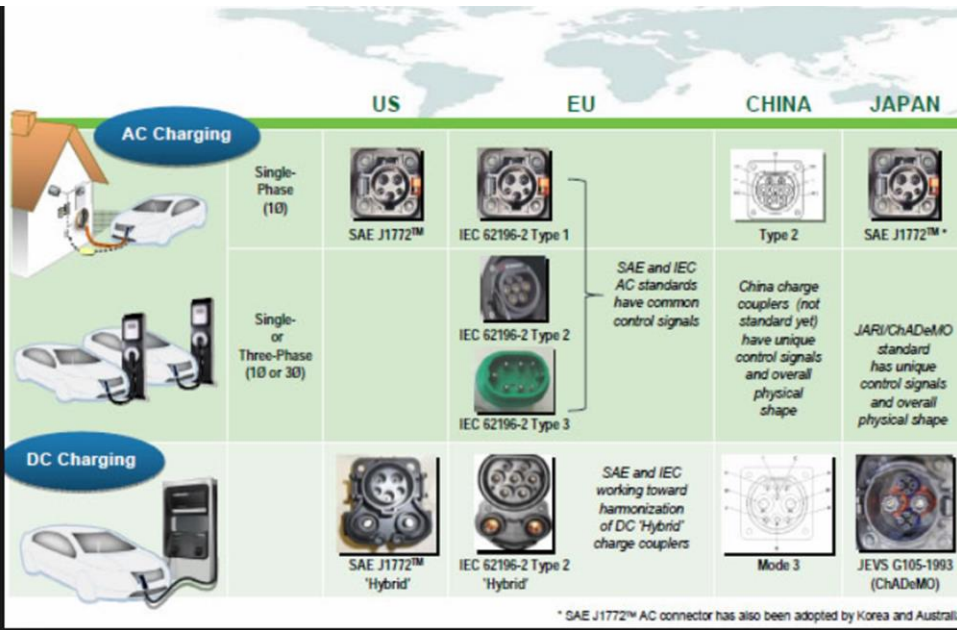 US
EU
CHINA
JAPAN
AC Charging
Single-
Phase
(1Ø)
SAE J1772™
IEC 62196-2 Type 1
Type 2
SAE J1772™ *
Single-
or
Three-Phase
(1Ø or 3Ø)
IEC 62196-2 Type 2
IEC 62196-2 Type 3
SAE and IEC
AC standards
have common
control signals
China charge
couplers (not
standard yet)
have unique
control signals
and overall
physical
shape
JARI/ChADeMO
standard
has unique
control signals
and overall
physical shape
DC Charging
SAE J1772™
'Hybrid'
IEC 62196-2 Type 2
'Hybrid'
SAE and IEC
working toward
harmonization
of DC 'Hybrid'
charge couplers
Mode 3
JEVS G105-1993
(ChADeMO)
* SAE J1772™ AC connector has also been adopted by Korea and